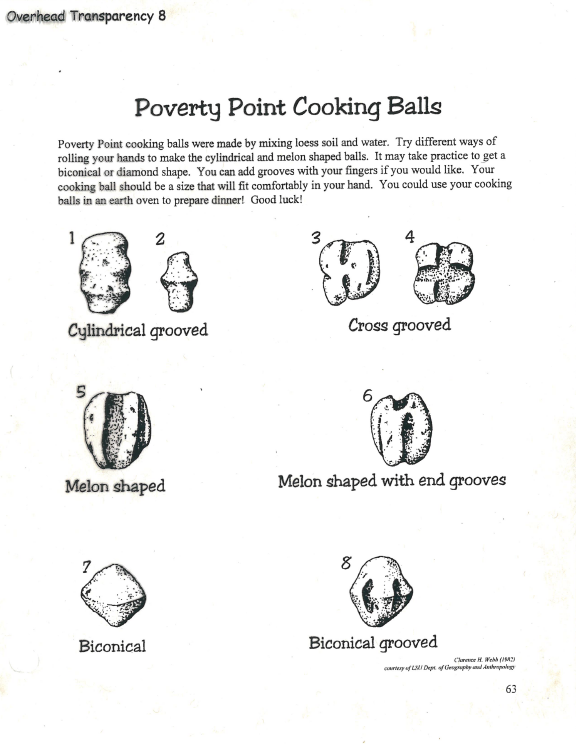 Overhead Transparency 8
Poverty Point Cooking Balls
Poverty Point cooking balls were made by mixing loess soil and water. Try different ways of
rolling your hands to make the cylindrical and melon shaped balls. It may take practice to get a
biconical or diamond shape. You can add grooves with your fingers if you would like. Your
cooking ball should be a size that will fit comfortably in your hand. You could use your cooking
balls in an earth oven to prepare dinner! Good luck!
1 2 3 4
Cylindrical grooved
Cross grooved
5 6
Melon shaped
Melon shaped with end grooves
7 8
Biconical
Biconical grooved
Clarence H. Webb (1982)
courtesy of LSU Dept. of Geography and Anthropology
63